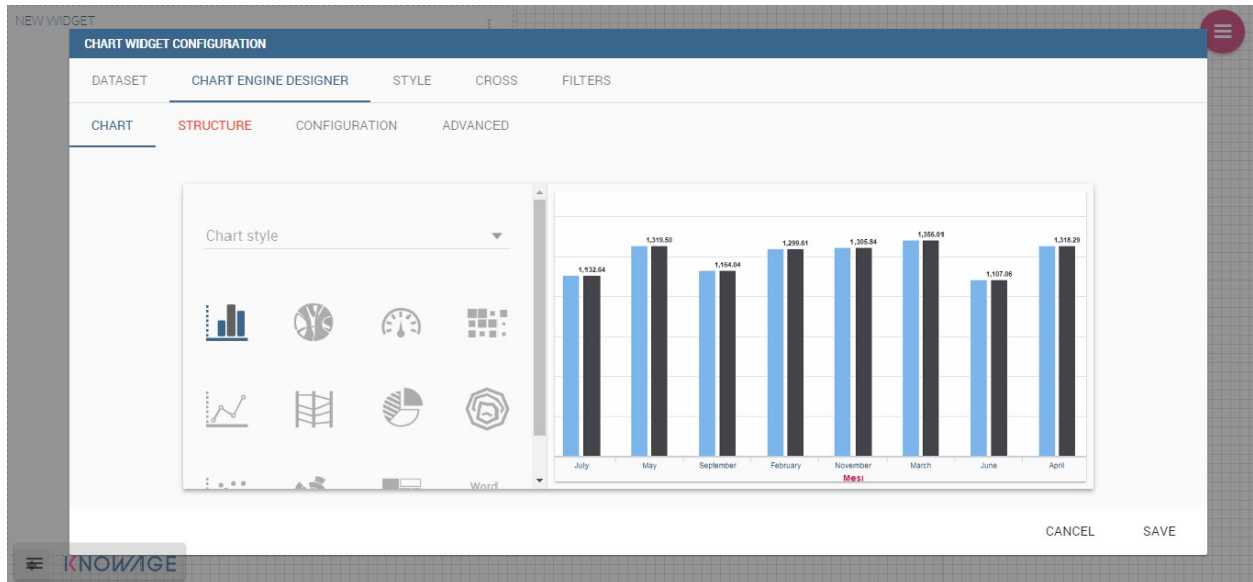 NEW WIDGET
CHART WIDGET CONFIGURATION
DATASET CHART ENGINE DESIGNER STYLE CROSS FILTERS
CHART STRUCTURE CONFIGURATION ADVANCED
Chart style
Word
1,132.64 1,319.50 1,164.04 1,299.61 1,305.84 1,356.01 1,107.06 1,318.29
July May September February November March June April
Mesi
CANCEL SAVE
KNOWAGE